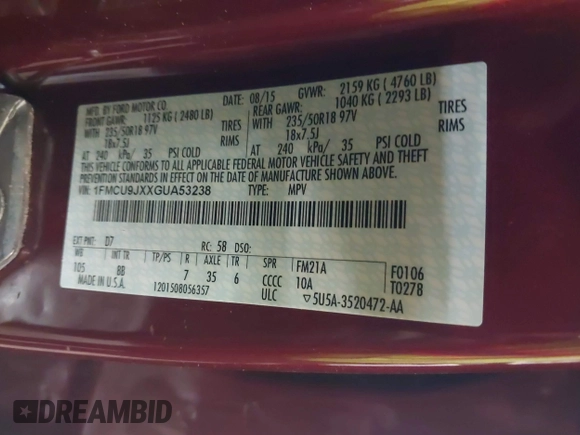 MFD. BY FORD MOTOR CO. DATE: 08/15 GVWR: 2159 KG ( 4760 LB)
FRONT GAWR: 1125 KG ( 2480 LB) REAR GAWR: 1040 KG ( 2293 LB)
WITH 235/50R18 97V TIRES WITH 235/50R18 97V TIRES
18x7.5J RIMS 18x7.5J RIMS
AT 240 kPa/ 35 PSI COLD AT 240 kPa/ 35 PSI COLD
THIS VEHICLE CONFORMS TO ALL APPLICABLE FEDERAL MOTOR VEHICLE SAFETY AND THEFT
PREVENTION STANDARDS IN EFFECT ON THE DATE OF MANUFACTURE SHOWN ABOVE.
VIN: 1FMCU9JXXGUA53238 TYPE: MPV
EXT PNT: D7 RC: 58 DSO:
WB INT TR TP/PS R AXLE TR SPR FM21A F0106
105 BB 7 35 6 CCCC 10A T0278
MADE IN U.S.A. 1201508056357 ULC ▽5U5A-3520472-AA
DREAMBID